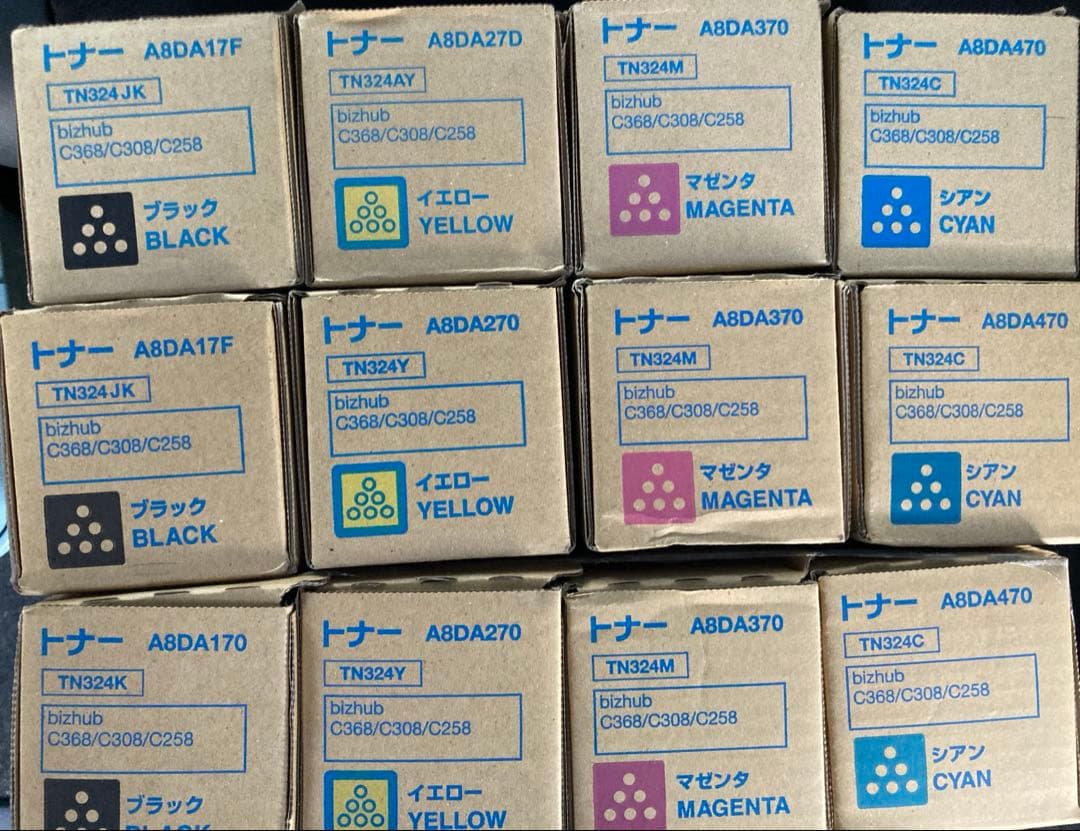 トナー A8DA17F
TN324JK
bizhub
C368/C308/C258
ブラック
BLACK
トナー A8DA27D
TN324AY
bizhub
C368/C308/C258
イエロー
YELLOW
トナー A8DA370
TN324M
bizhub
C368/C308/C258
マゼンタ
MAGENTA
トナー A8DA470
TN324C
bizhub
C368/C308/C258
シアン
CYAN
トナー A8DA17F
TN324JK
bizhub
C368/C308/C258
ブラック
BLACK
トナー A8DA270
TN324Y
bizhub
C368/C308/C258
イエロー
YELLOW
トナー A8DA370
TN324M
bizhub
C368/C308/C258
マゼンタ
MAGENTA
トナー A8DA470
TN324C
bizhub
C368/C308/C258
シアン
CYAN
トナー A8DA170
TN324K
bizhub
C368/C308/C258
ブラック
BLACK
トナー A8DA270
TN324Y
bizhub
C368/C308/C258
イエロー
YELLOW
トナー A8DA370
TN324M
bizhub
C368/C308/C258
マゼンタ
MAGENTA
トナー A8DA470
TN324C
bizhub
C368/C308/C258
シアン
CYAN